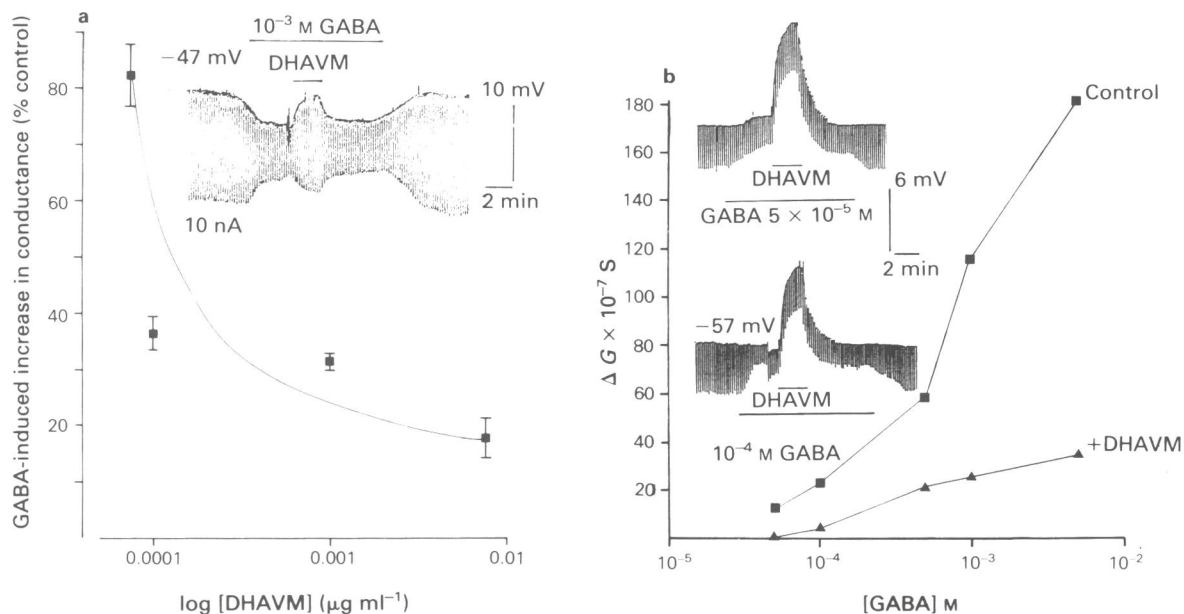 a
10⁻³ M GABA
DHAVM
−47 mV
10 mV
2 min
10 nA
80
60
40
20
GABA-induced increase in conductance (% control)
0.0001
0.001
0.01
log [DHAVM] (μg ml⁻¹)
b
Control
DHAVM
GABA 5 × 10⁻⁵ M
6 mV
2 min
−57 mV
DHAVM
10⁻⁴ M GABA
+DHAVM
180
160
140
120
100
80
60
40
20
Δ G × 10⁻⁷ S
10⁻⁵
10⁻⁴
10⁻³
10⁻²
[GABA] M